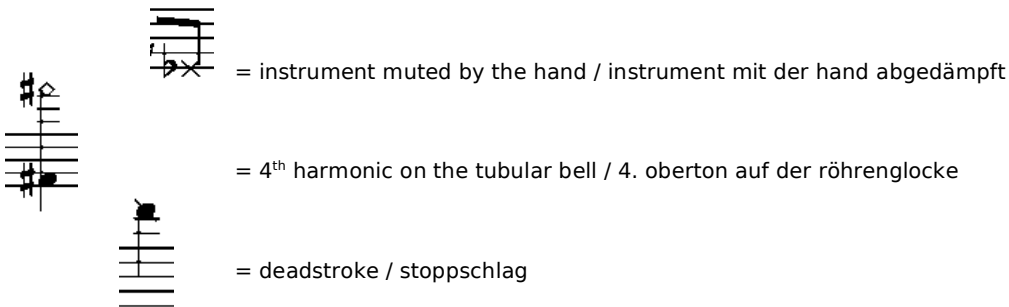 = instrument muted by the hand / instrument mit der hand abgedämpft
= 4th harmonic on the tubular bell / 4. oberton auf der röhrenglocke
= deadstroke / stoppschlag